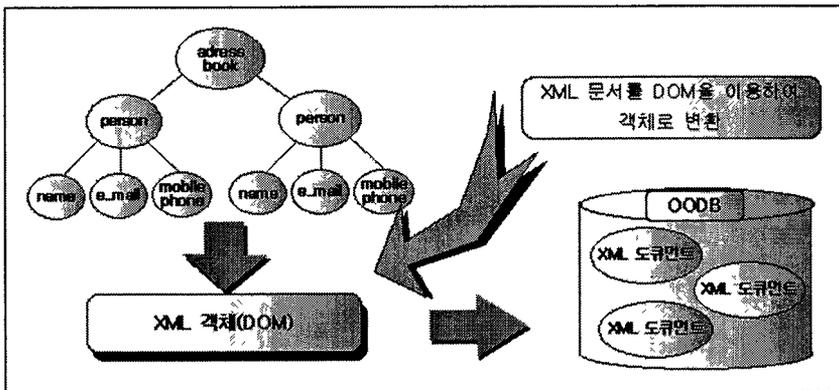 adress
book
person
person
name
e..mail
mobile
phone
name
e..mail
mobile
phone
XML 문서를 DOM을 이용하여
객체로 변환
OODB
XML 도큐먼트
XML 도큐먼트
XML 도큐먼트
XML 객체(DOM)